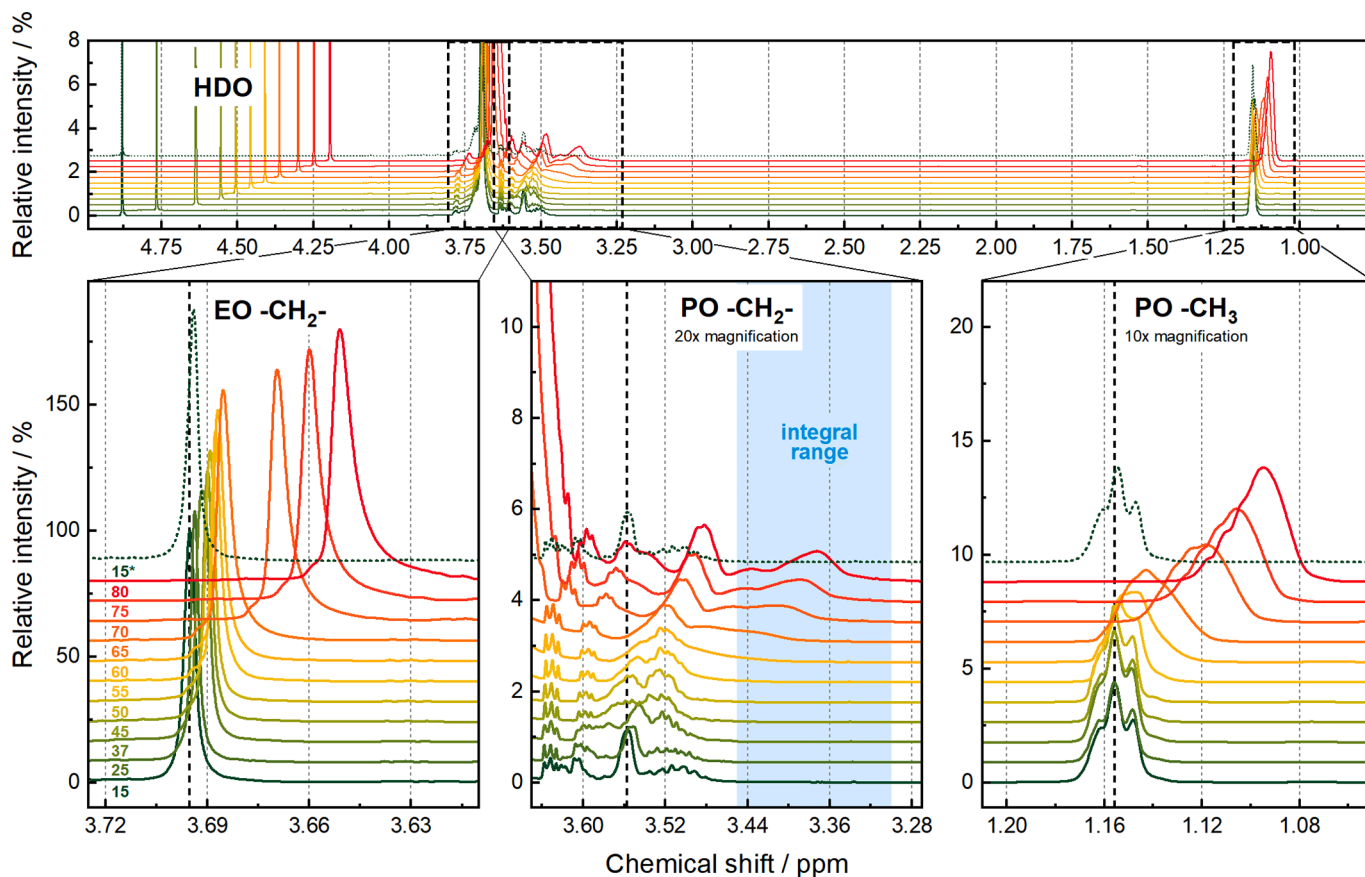 Relative intensity / %
8
6
4
2
0
HDO
4.75 4.50 4.25 4.00 3.75 3.50 3.25 3.00 2.75 2.50 2.25 2.00 1.75 1.50 1.25 1.00
Relative intensity / %
150
100
50
0
EO -CH₂-
15*
80
75
70
65
60
55
50
45
37
25
15
3.72 3.69 3.66 3.63
10
8
6
4
2
0
PO -CH₂-
20x magnification
integral
range
3.60 3.52 3.44 3.36 3.28
20
15
10
5
0
PO -CH₃
10x magnification
1.20 1.16 1.12 1.08
Chemical shift / ppm